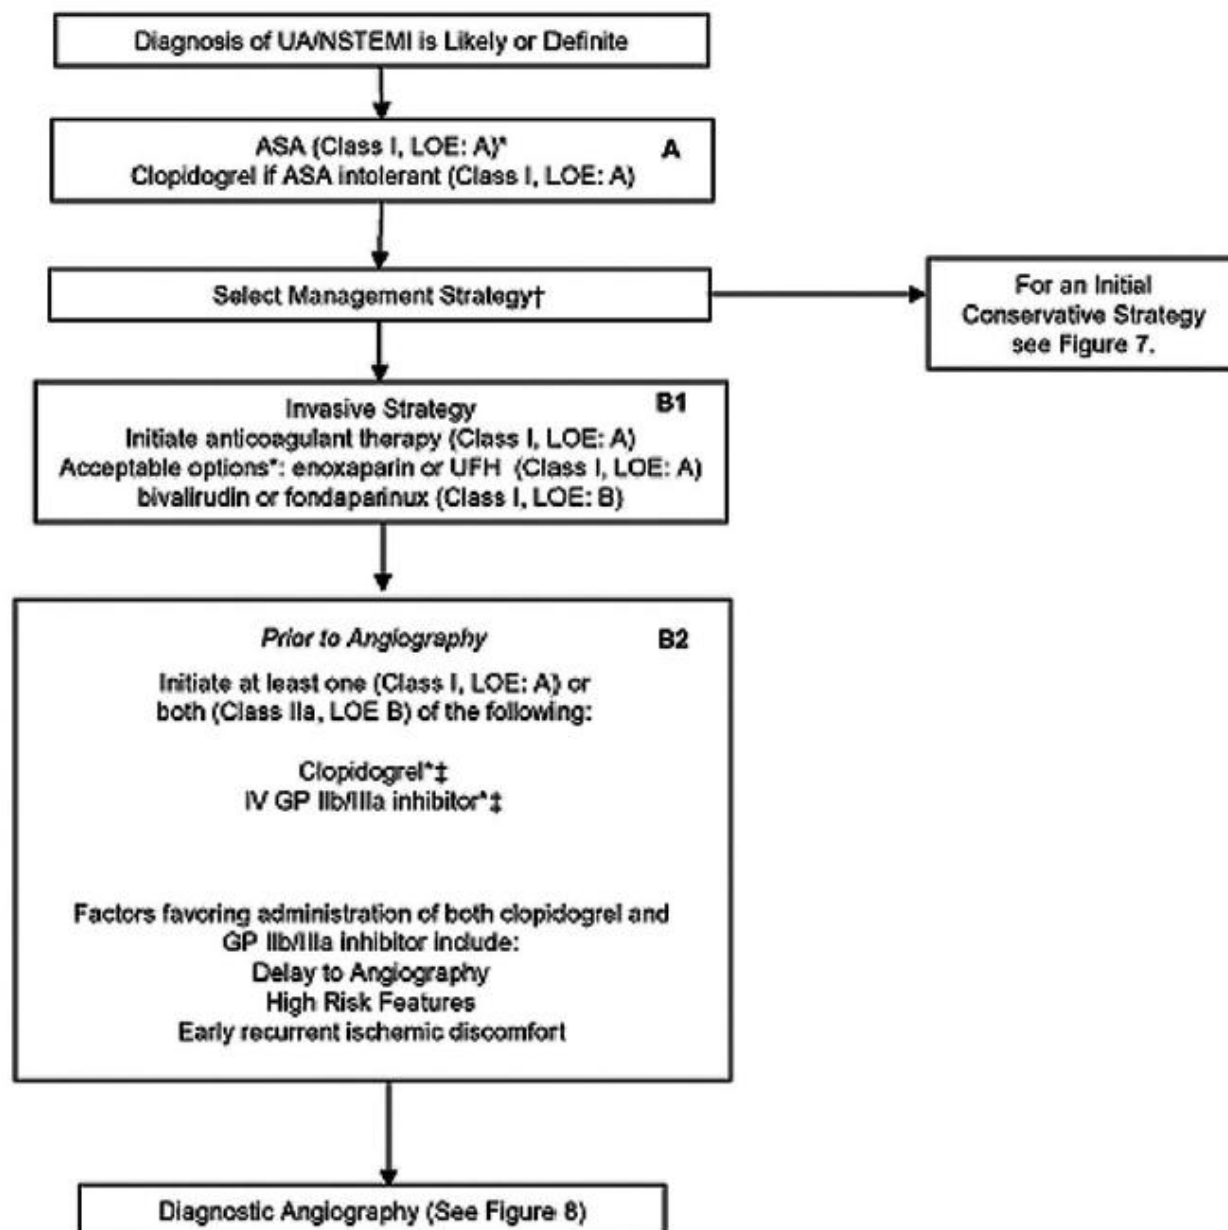 Diagnosis of UA/NSTEMI is Likely or Definite
ASA (Class I, LOE: A)* A
Clopidogrel if ASA intolerant (Class I, LOE: A)
Select Management Strategy†
For an Initial
Conservative Strategy
see Figure 7.
Invasive Strategy B1
Initiate anticoagulant therapy (Class I, LOE: A)
Acceptable options*: enoxaparin or UFH (Class I, LOE: A)
bivalirudin or fondaparinux (Class I, LOE: B)
Prior to Angiography B2
Initiate at least one (Class I, LOE: A) or
both (Class IIa, LOE B) of the following:
Clopidogrel*‡
IV GP IIb/IIIa inhibitor*‡
Factors favoring administration of both clopidogrel and
GP IIb/IIIa inhibitor include:
Delay to Angiography
High Risk Features
Early recurrent ischemic discomfort
Diagnostic Angiography (See Figure 8)